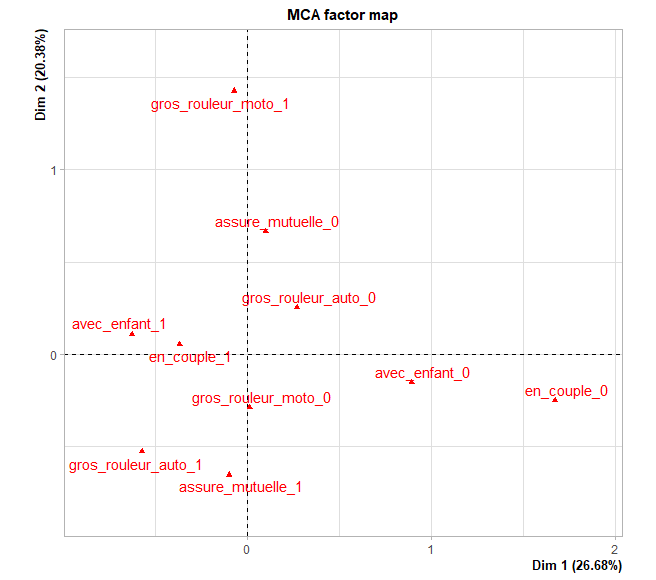 MCA factor map
Dim 2 (20.38%)
gros_rouleur_moto_1
1
assure_mutuelle_0
gros_rouleur_auto_0
avec_enfant_1
0
en_couple_1
avec_enfant_0
en_couple_0
gros_rouleur_moto_0
gros_rouleur_auto_1
assure_mutuelle_1
0
1
2
Dim 1 (26.68%)